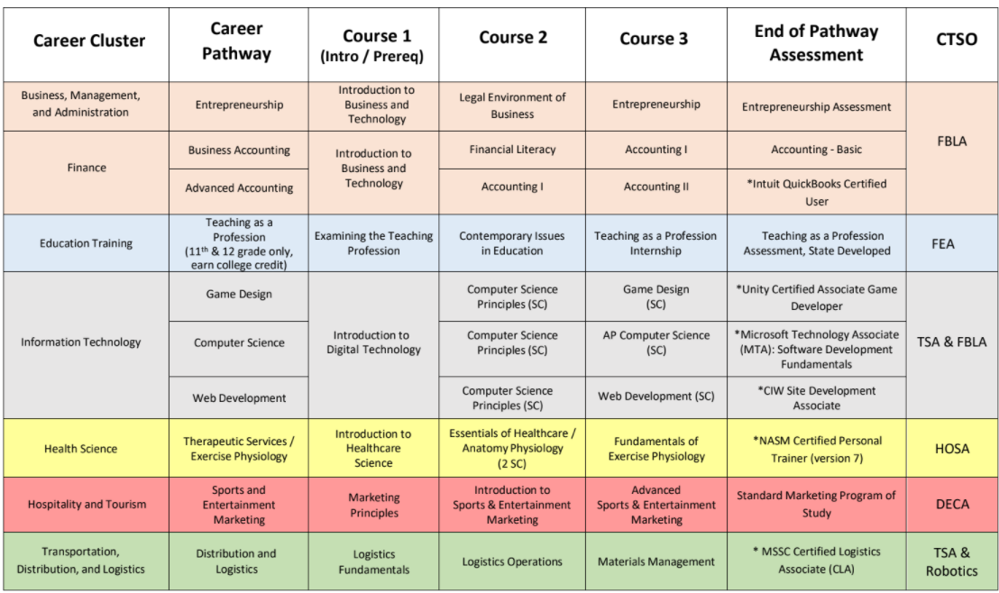 Career Cluster
Career
Pathway
Course 1
(Intro / Prereq)
Course 2
Course 3
End of Pathway
Assessment
CTSO
Business, Management,
and Administration
Entrepreneurship
Introduction to
Business and
Technology
Legal Environment of
Business
Entrepreneurship
Entrepreneurship Assessment
FBLA
Finance
Business Accounting
Introduction to
Business and
Technology
Financial Literacy
Accounting I
Accounting - Basic
Advanced Accounting
Accounting I
Accounting II
*Intuit QuickBooks Certified
User
Education Training
Teaching as a
Profession
(11th & 12 grade only,
earn college credit)
Examining the Teaching
Profession
Contemporary Issues
in Education
Teaching as a Profession
Internship
Teaching as a Profession
Assessment, State Developed
FEA
Information Technology
Game Design
Introduction to
Digital Technology
Computer Science
Principles (SC)
Game Design
(SC)
*Unity Certified Associate Game
Developer
TSA & FBLA
Computer Science
Computer Science
Principles (SC)
AP Computer Science
(SC)
*Microsoft Technology Associate
(MTA): Software Development
Fundamentals
Web Development
Computer Science
Principles (SC)
Web Development (SC)
*CIW Site Development
Associate
Health Science
Therapeutic Services /
Exercise Physiology
Introduction to
Healthcare
Science
Essentials of Healthcare /
Anatomy Physiology
(2 SC)
Fundamentals of
Exercise Physiology
*NASM Certified Personal
Trainer (version 7)
HOSA
Hospitality and Tourism
Sports and
Entertainment
Marketing
Marketing
Principles
Introduction to
Sports & Entertainment
Marketing
Advanced
Sports & Entertainment
Marketing
Standard Marketing Program of
Study
DECA
Transportation,
Distribution, and Logistics
Distribution and
Logistics
Logistics
Fundamentals
Logistics Operations
Materials Management
* MSSC Certified Logistics
Associate (CLA)
TSA &
Robotics